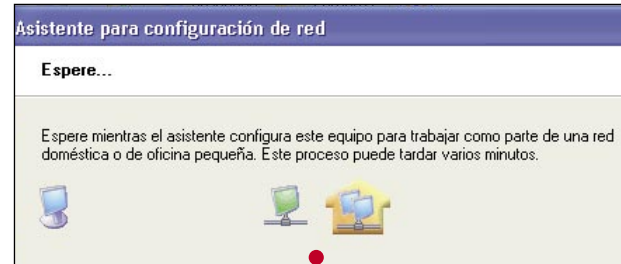 Asistente para configuración de red
Espere...
Espere mientras el asistente configura este equipo para trabajar como parte de una red
doméstica o de oficina pequeña. Este proceso puede tardar varios minutos.